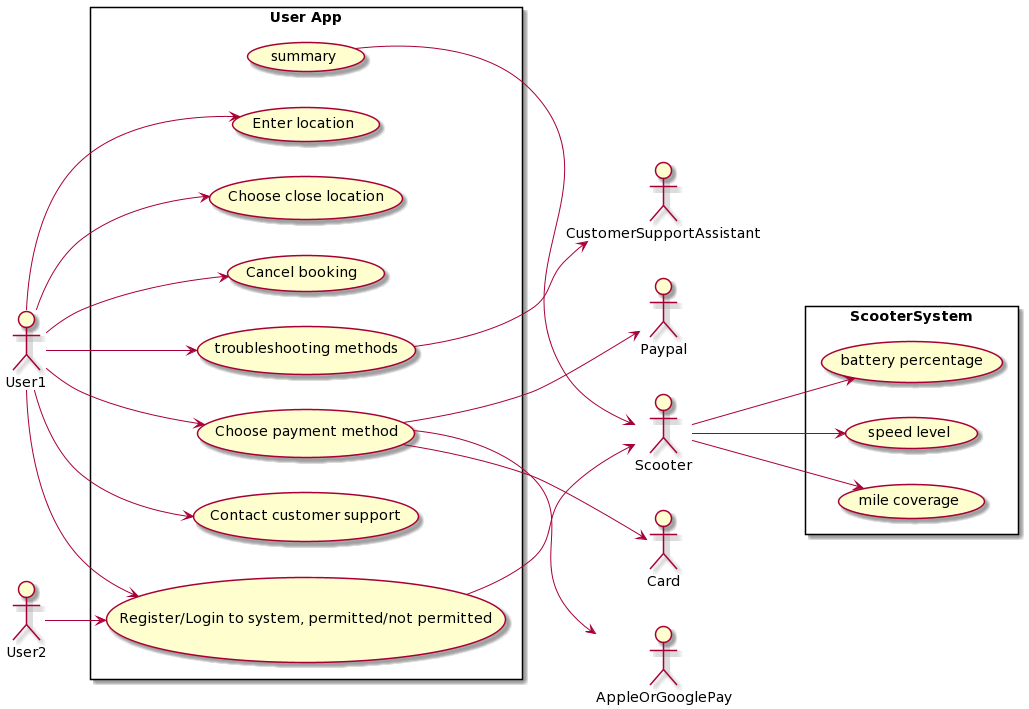 User App
summary
Enter location
Choose close location
CustomerSupportAssistant
Cancel booking
ScooterSystem
troubleshooting methods
Paypal
battery percentage
User1
Choose payment method
speed level
Scooter
mile coverage
Contact customer support
Card
Register/Login to system, permitted/not permitted
User2
AppleOrGooglePay